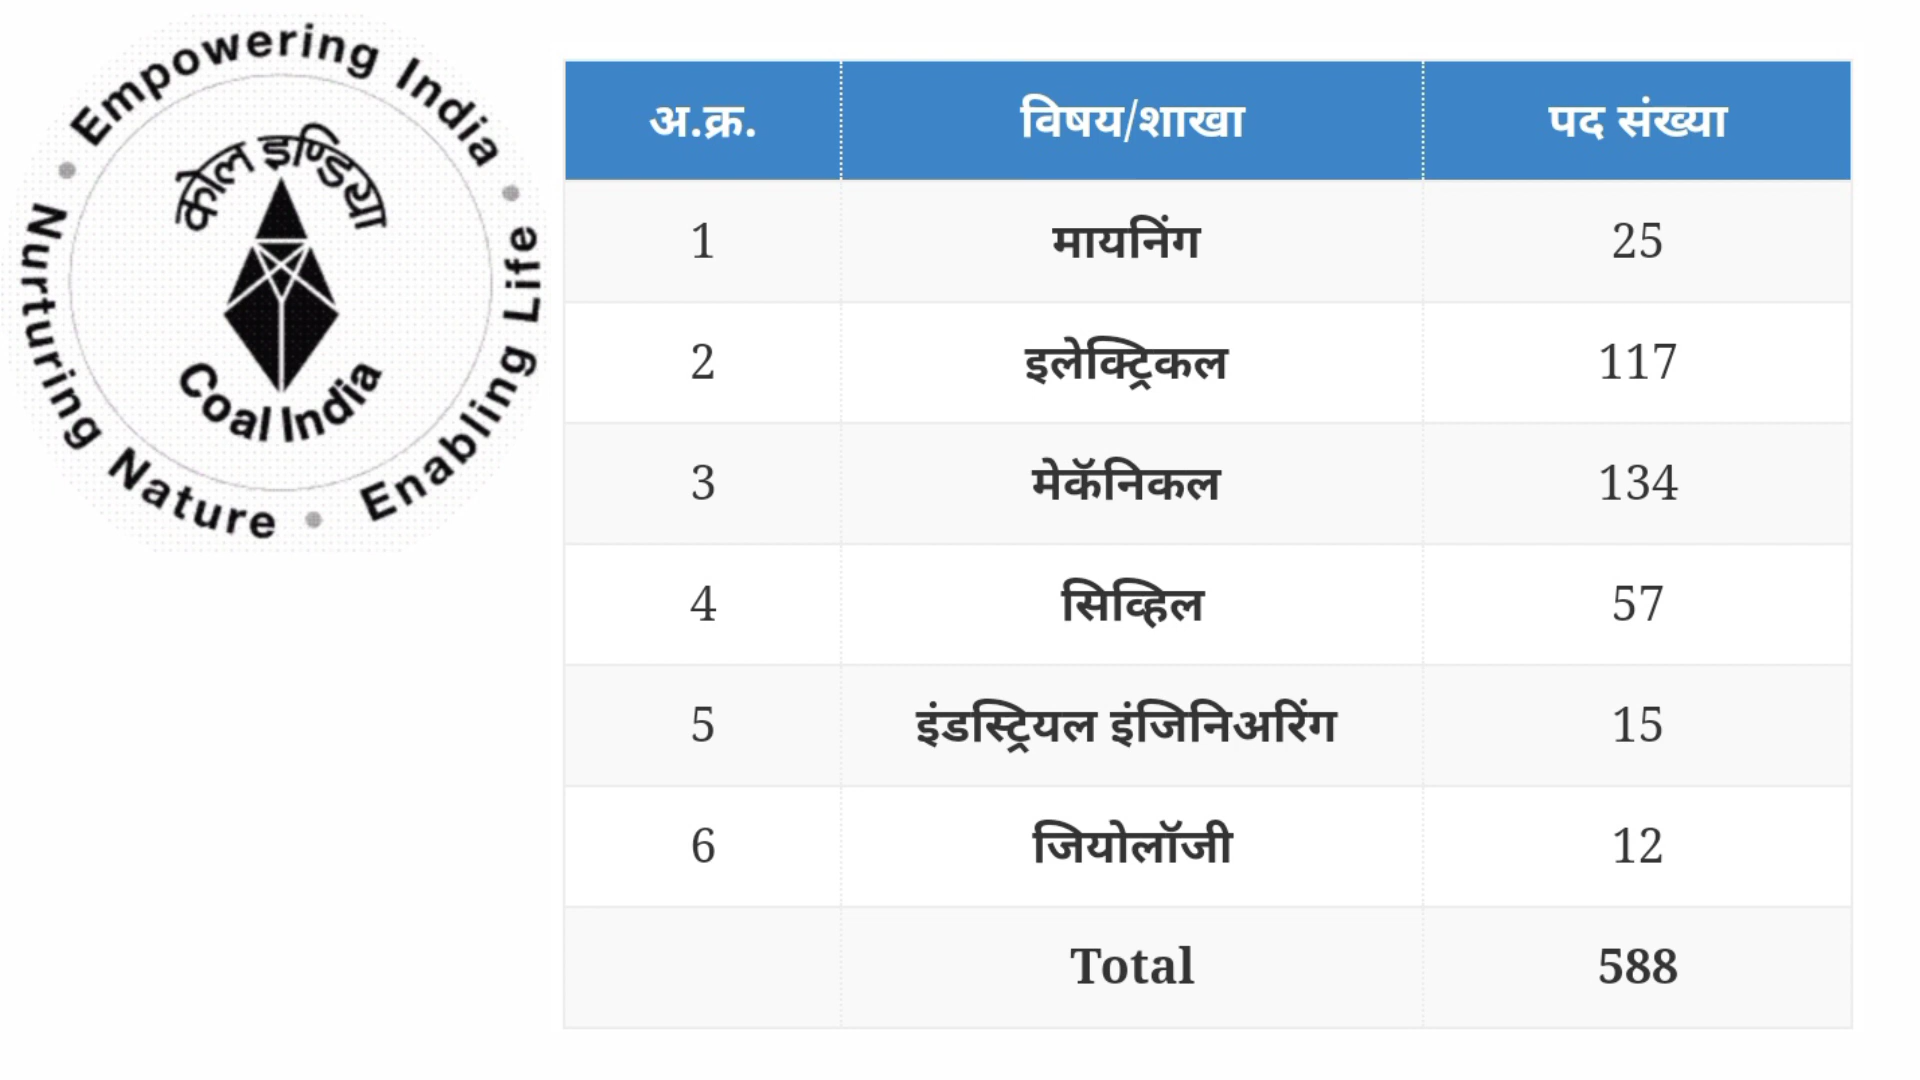 Empowering India
Enabling Life
Nurturing Nature
कोल इण्डिया
Coal India
अ.क्र. विषय/शाखा पद संख्या
1 मायनिंग 25
2 इलेक्ट्रिकल 117
3 मेकॅनिकल 134
4 सिव्हिल 57
5 इंडस्ट्रियल इंजिनिअरिंग 15
6 जियोलॉजी 12
Total 588